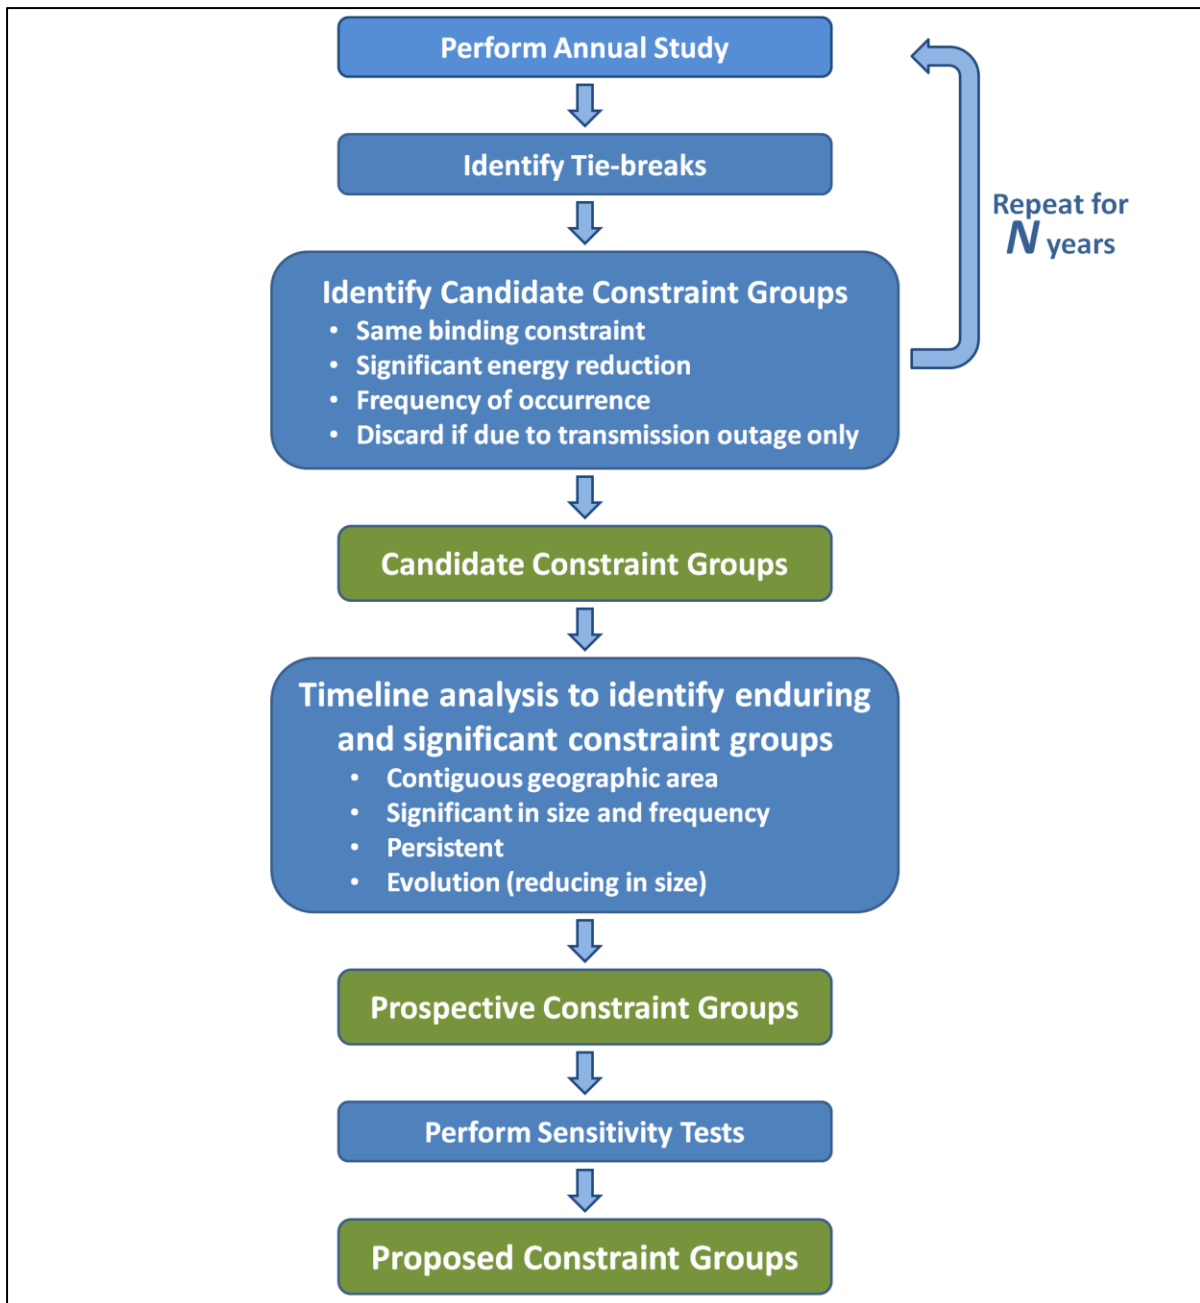 Perform Annual Study
Identify Tie-breaks
Repeat for
N years
Identify Candidate Constraint Groups
• Same binding constraint
• Significant energy reduction
• Frequency of occurrence
• Discard if due to transmission outage only
Candidate Constraint Groups
Timeline analysis to identify enduring
and significant constraint groups
• Contiguous geographic area
• Significant in size and frequency
• Persistent
• Evolution (reducing in size)
Prospective Constraint Groups
Perform Sensitivity Tests
Proposed Constraint Groups